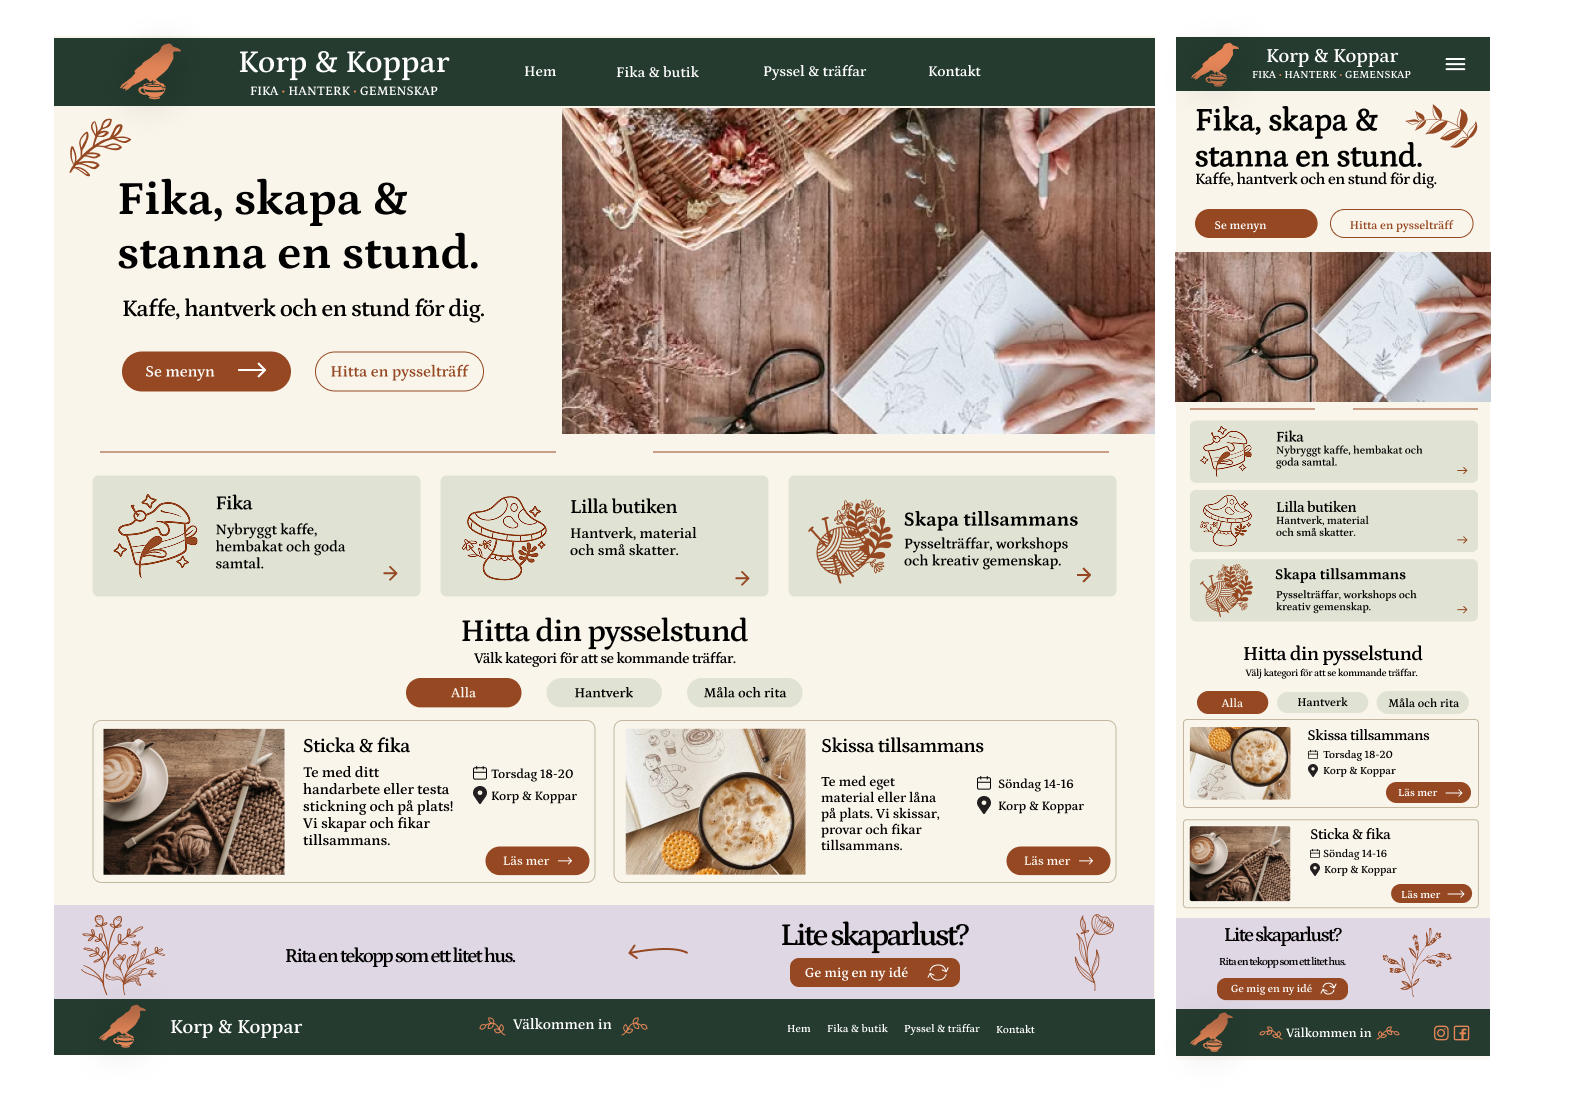 Korp & Koppar
FIKA · HANTERK · GEMENSKAP
Hem
Fika & butik
Pyssel & träffar
Kontakt
Fika, skapa &
stanna en stund.
Kaffe, hantverk och en stund för dig.
Se menyn
Hitta en pysselträff
Fika
Nybryggt kaffe,
hembakat och goda
samtal.
Lilla butiken
Hantverk, material
och små skatter.
Skapa tillsammans
Pysselträffar, workshops
och kreativ gemenskap.
Hitta din pysselstund
Välk kategori för att se kommande träffar.
Alla
Hantverk
Måla och rita
Sticka & fika
Te med ditt
handarbete eller testa
stickning och på plats!
Vi skapar och fikar
tillsammans.
Torsdag 18-20
Korp & Koppar
Läs mer
Skissa tillsammans
Te med eget
material eller låna
på plats. Vi skissar,
provar och fikar
tillsammans.
Söndag 14-16
Korp & Koppar
Läs mer
Rita en tekopp som ett litet hus.
Lite skaparlust?
Ge mig en ny idé
Korp & Koppar
Välkommen in
Hem
Fika & butik
Pyssel & träffar
Kontakt
Korp & Koppar
FIKA · HANTERK · GEMENSKAP
Fika, skapa &
stanna en stund.
Kaffe, hantverk och en stund för dig.
Se menyn
Hitta en pysselträff
Fika
Nybryggt kaffe, hembakat och
goda samtal.
Lilla butiken
Hantverk, material
och små skatter.
Skapa tillsammans
Pysselträffar, workshops och
kreativ gemenskap.
Hitta din pysselstund
Välj kategori för att se kommande träffar.
Alla
Hantverk
Måla och rita
Skissa tillsammans
Torsdag 18-20
Korp & Koppar
Läs mer
Sticka & fika
Söndag 14-16
Korp & Koppar
Läs mer
Lite skaparlust?
Rita en tekopp som ett litet hus.
Ge mig en ny idé
Välkommen in